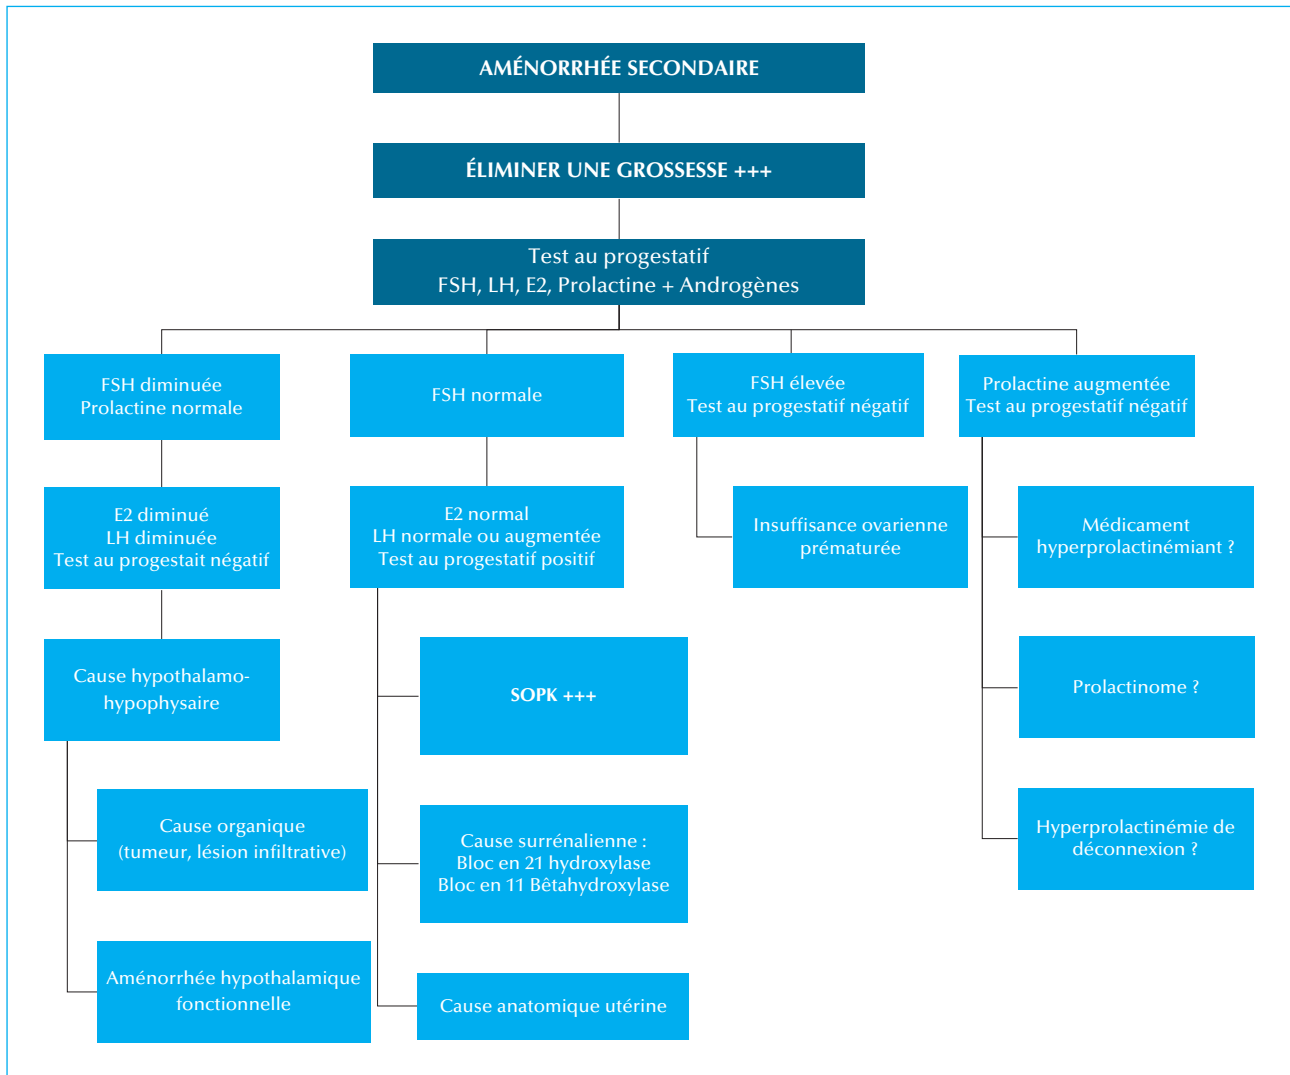 AMÉNORRHÉE SECONDAIRE
ÉLIMINER UNE GROSSESSE +++
Test au progestatif
FSH, LH, E2, Prolactine + Androgènes
FSH diminuée
Prolactine normale
FSH normale
FSH élevée
Test au progestatif négatif
Prolactine augmentée
Test au progestatif négatif
E2 diminué
LH diminuée
Test au progestait négatif
E2 normal
LH normale ou augmentée
Test au progestatif positif
Insuffisance ovarienne
prématurée
Médicament
hyperprolactinémiant ?
Cause hypothalamo-
hypophysaire
SOPK +++
Prolactinome ?
Cause organique
(tumeur, lésion infiltrative)
Cause surrénalienne :
Bloc en 21 hydroxylase
Bloc en 11 Bêtahydroxylase
Hyperprolactinémie de
déconnexion ?
Aménorrhée hypothalamique
fonctionnelle
Cause anatomique utérine